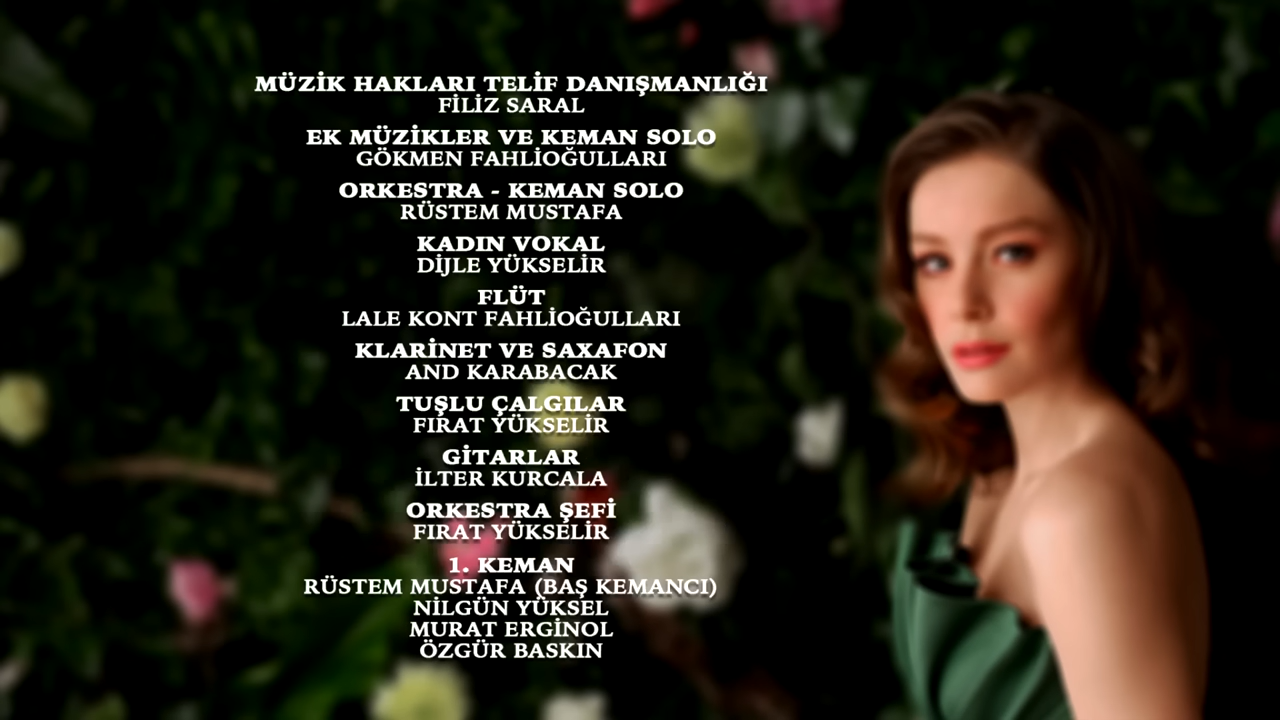 MÜZİK HAKLARI TELİF DANIŞMANLIĞI
FİLİZ SARAL
EK MÜZİKLER VE KEMAN SOLO
GÖKMEN FAHLİOĞULLARI
ORKESTRA - KEMAN SOLO
RÜSTEM MUSTAFA
KADIN VOKAL
DİJLE YÜKSELİR
FLÜT
LALE KONT FAHLİOĞULLARI
KLARİNET VE SAXAFON
AND KARABACAK
TUŞLU ÇALGILAR
FIRAT YÜKSELİR
GİTARLAR
İLTER KURCALA
ORKESTRA ŞEFİ
FIRAT YÜKSELİR
1. KEMAN
RÜSTEM MUSTAFA (BAŞ KEMANCI)
NİLGÜN YÜKSEL
MURAT ERGİNOL
ÖZGÜR BASKIN